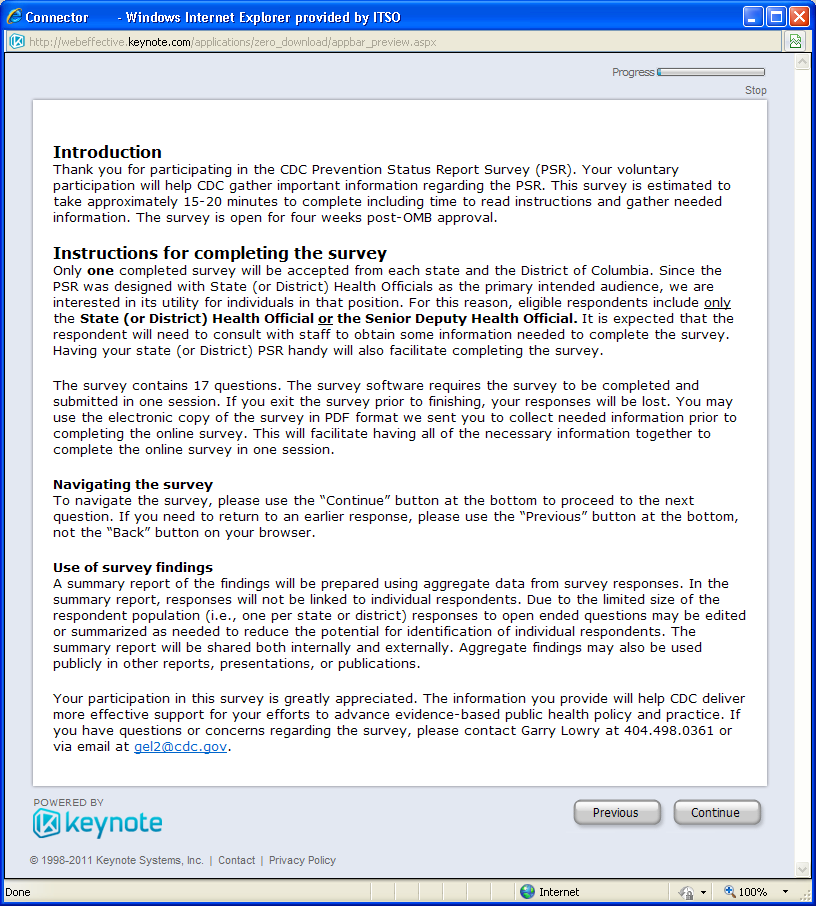 Connector - Windows Internet Explorer provided by ITSO
http://webeffective.keynote.com/applications/zero_download/appbar_preview.aspx
Progress
Stop
Introduction
Thank you for participating in the CDC Prevention Status Report Survey (PSR). Your voluntary
participation will help CDC gather important information regarding the PSR. This survey is estimated to
take approximately 15-20 minutes to complete including time to read instructions and gather needed
information. The survey is open for four weeks post-OMB approval.
Instructions for completing the survey
Only one completed survey will be accepted from each state and the District of Columbia. Since the
PSR was designed with State (or District) Health Officials as the primary intended audience, we are
interested in its utility for individuals in that position. For this reason, eligible respondents include only
the State (or District) Health Official or the Senior Deputy Health Official. It is expected that the
respondent will need to consult with staff to obtain some information needed to complete the survey.
Having your state (or District) PSR handy will also facilitate completing the survey.
The survey contains 17 questions. The survey software requires the survey to be completed and
submitted in one session. If you exit the survey prior to finishing, your responses will be lost. You may
use the electronic copy of the survey in PDF format we sent you to collect needed information prior to
completing the online survey. This will facilitate having all of the necessary information together to
complete the online survey in one session.
Navigating the survey
To navigate the survey, please use the “Continue” button at the bottom to proceed to the next
question. If you need to return to an earlier response, please use the “Previous” button at the bottom,
not the “Back” button on your browser.
Use of survey findings
A summary report of the findings will be prepared using aggregate data from survey responses. In the
summary report, responses will not be linked to individual respondents. Due to the limited size of the
respondent population (i.e., one per state or district) responses to open ended questions may be edited
or summarized as needed to reduce the potential for identification of individual respondents. The
summary report will be shared both internally and externally. Aggregate findings may also be used
publicly in other reports, presentations, or publications.
Your participation in this survey is greatly appreciated. The information you provide will help CDC deliver
more effective support for your efforts to advance evidence-based public health policy and practice. If
you have questions or concerns regarding the survey, please contact Garry Lowry at 404.498.0361 or
via email at gel2@cdc.gov.
POWERED BY
keynote
Previous
Continue
© 1998-2011 Keynote Systems, Inc. | Contact | Privacy Policy
Done
Internet
100%